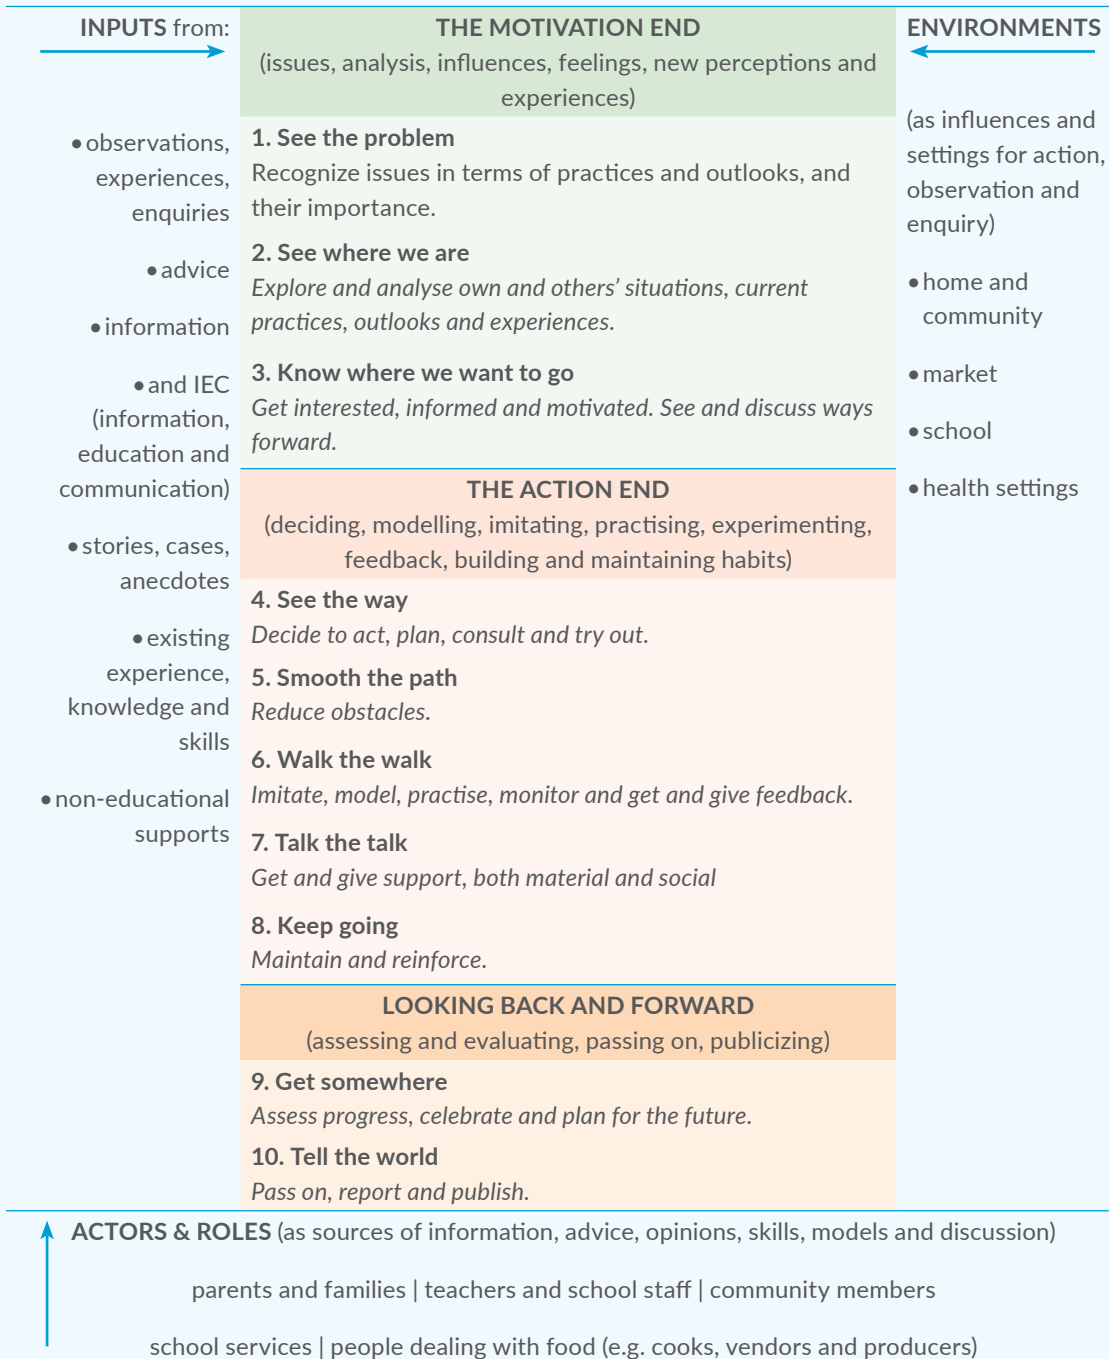 INPUTS from:
• observations,
experiences,
enquiries
• advice
• information
• and IEC
(information,
education and
communication)
• stories, cases,
anecdotes
• existing
experience,
knowledge and
skills
• non-educational
supports
THE MOTIVATION END
(issues, analysis, influences, feelings, new perceptions and
experiences)
1. See the problem
Recognize issues in terms of practices and outlooks, and
their importance.
2. See where we are
Explore and analyse own and others’ situations, current
practices, outlooks and experiences.
3. Know where we want to go
Get interested, informed and motivated. See and discuss ways
forward.
THE ACTION END
(deciding, modelling, imitating, practising, experimenting,
feedback, building and maintaining habits)
4. See the way
Decide to act, plan, consult and try out.
5. Smooth the path
Reduce obstacles.
6. Walk the walk
Imitate, model, practise, monitor and get and give feedback.
7. Talk the talk
Get and give support, both material and social
8. Keep going
Maintain and reinforce.
LOOKING BACK AND FORWARD
(assessing and evaluating, passing on, publicizing)
9. Get somewhere
Assess progress, celebrate and plan for the future.
10. Tell the world
Pass on, report and publish.
ENVIRONMENTS
(as influences and
settings for action,
observation and
enquiry)
• home and
community
• market
• school
• health settings
ACTORS & ROLES (as sources of information, advice, opinions, skills, models and discussion)
parents and families | teachers and school staff | community members
school services | people dealing with food (e.g. cooks, vendors and producers)